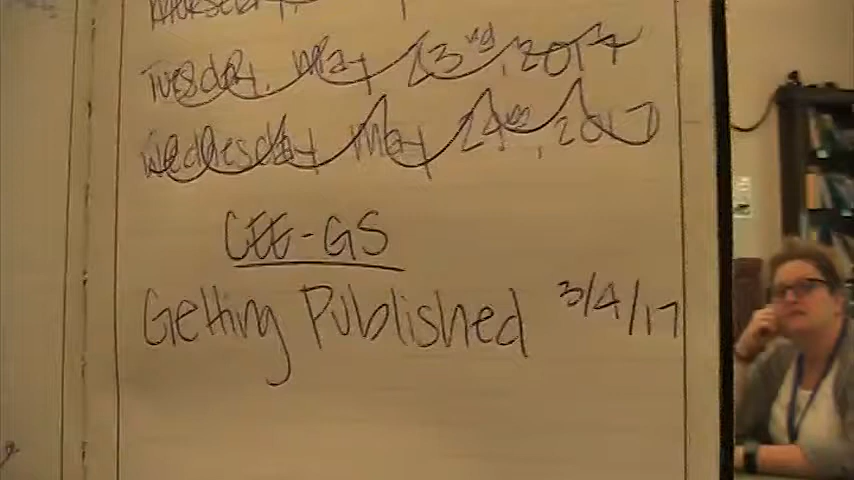 Tuesday, May 23rd, 2017
Wednesday May 24th, 2017
CEE-GS
Getting Published 3/4/17